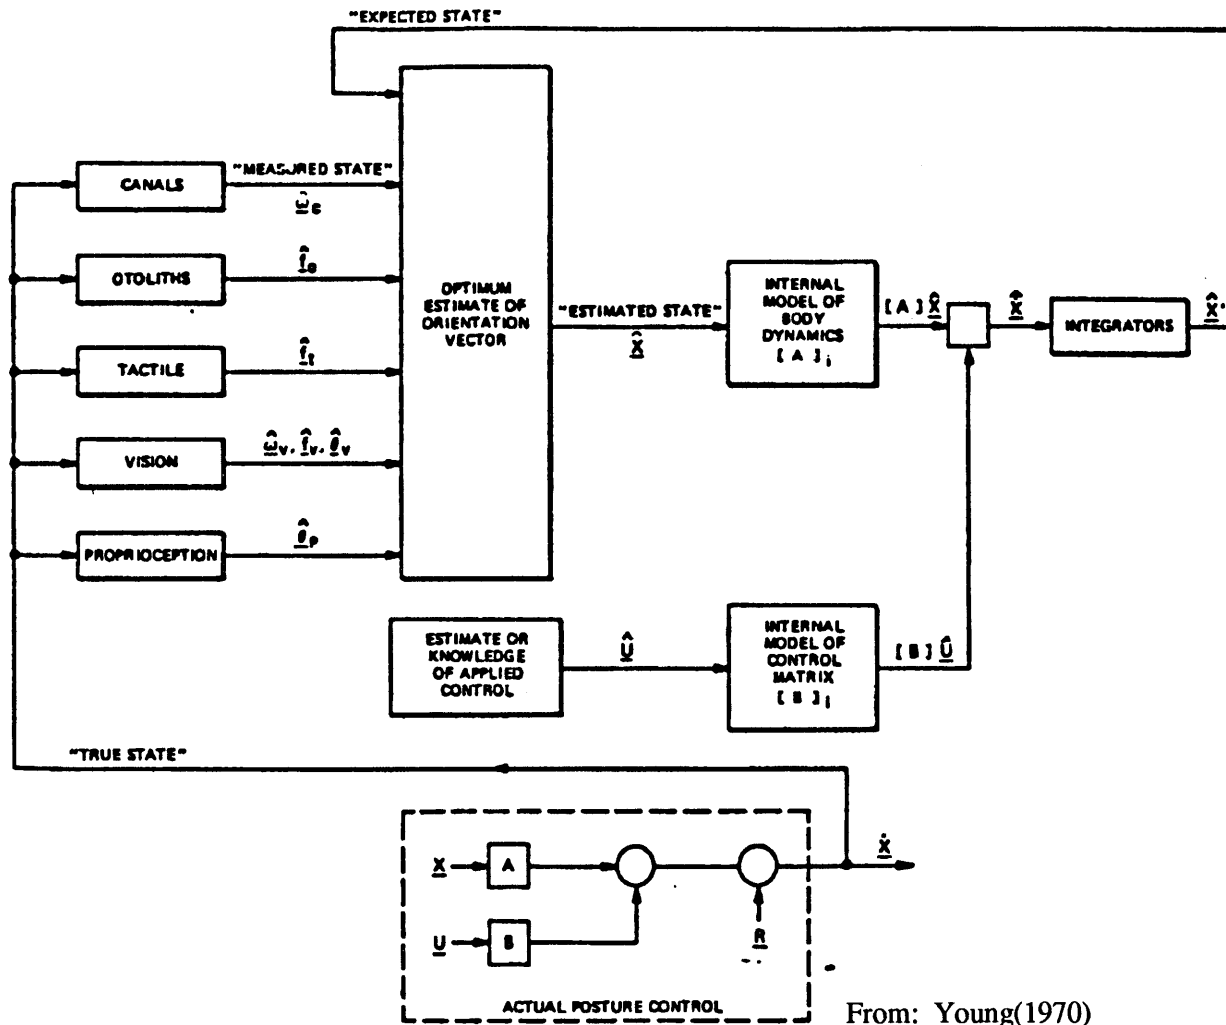 "EXPECTED STATE"
CANALS
"MEASURED STATE"
ω̂c
OTOLITHS
f̂o
TACTILE
f̂t
VISION
ω̂v, f̂v, θ̂v
PROPRIOCEPTION
θ̂p
OPTIMUM
ESTIMATE OF
ORIENTATION
VECTOR
"ESTIMATED STATE"
X̂
INTERNAL
MODEL OF
BODY
DYNAMICS
[ A ]i
[ A ] X̂
X̂̇
INTEGRATORS
X̂'
ESTIMATE OR
KNOWLEDGE
OF APPLIED
CONTROL
Û
INTERNAL
MODEL OF
CONTROL
MATRIX
[ B ]i
[ B ] Û
"TRUE STATE"
X
A
Ẋ
U
B
R
ACTUAL POSTURE CONTROL
From: Young(1970)